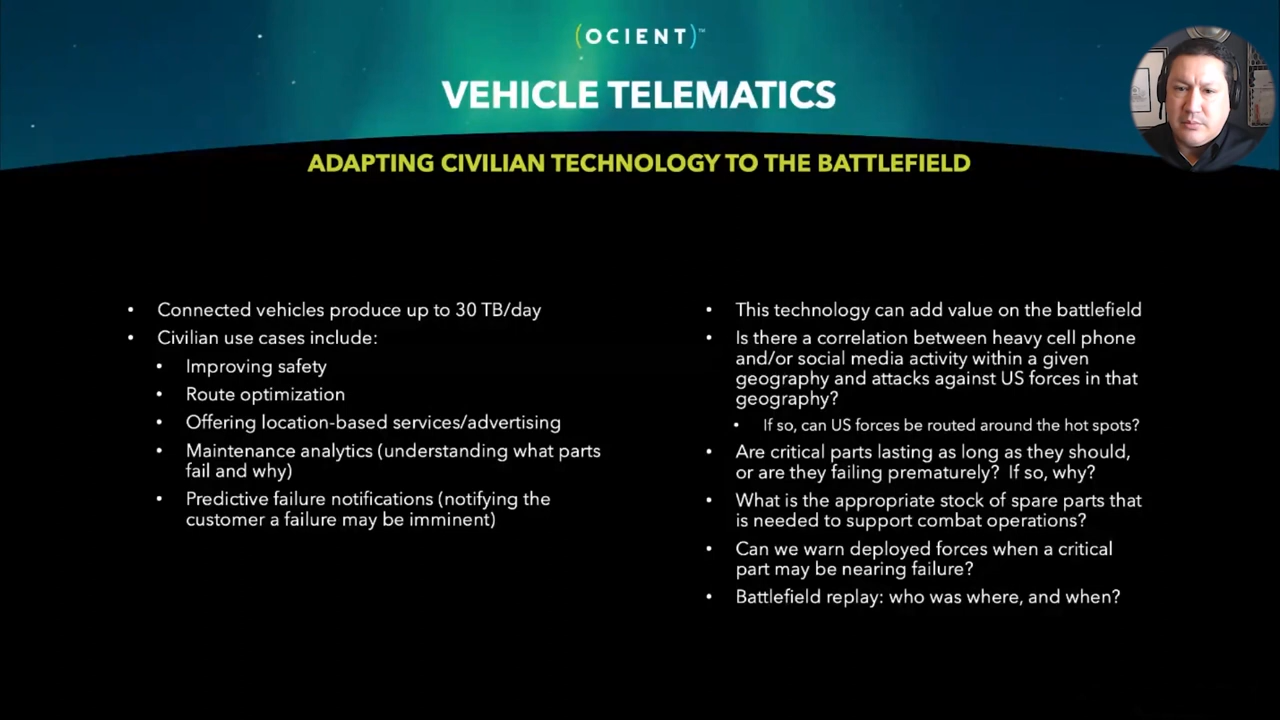 (OCIENT)™
VEHICLE TELEMATICS
ADAPTING CIVILIAN TECHNOLOGY TO THE BATTLEFIELD
• Connected vehicles produce up to 30 TB/day
• Civilian use cases include:
• Improving safety
• Route optimization
• Offering location-based services/advertising
• Maintenance analytics (understanding what parts
fail and why)
• Predictive failure notifications (notifying the
customer a failure may be imminent)
• This technology can add value on the battlefield
• Is there a correlation between heavy cell phone
and/or social media activity within a given
geography and attacks against US forces in that
geography?
• If so, can US forces be routed around the hot spots?
• Are critical parts lasting as long as they should,
or are they failing prematurely? If so, why?
• What is the appropriate stock of spare parts that
is needed to support combat operations?
• Can we warn deployed forces when a critical
part may be nearing failure?
• Battlefield replay: who was where, and when?